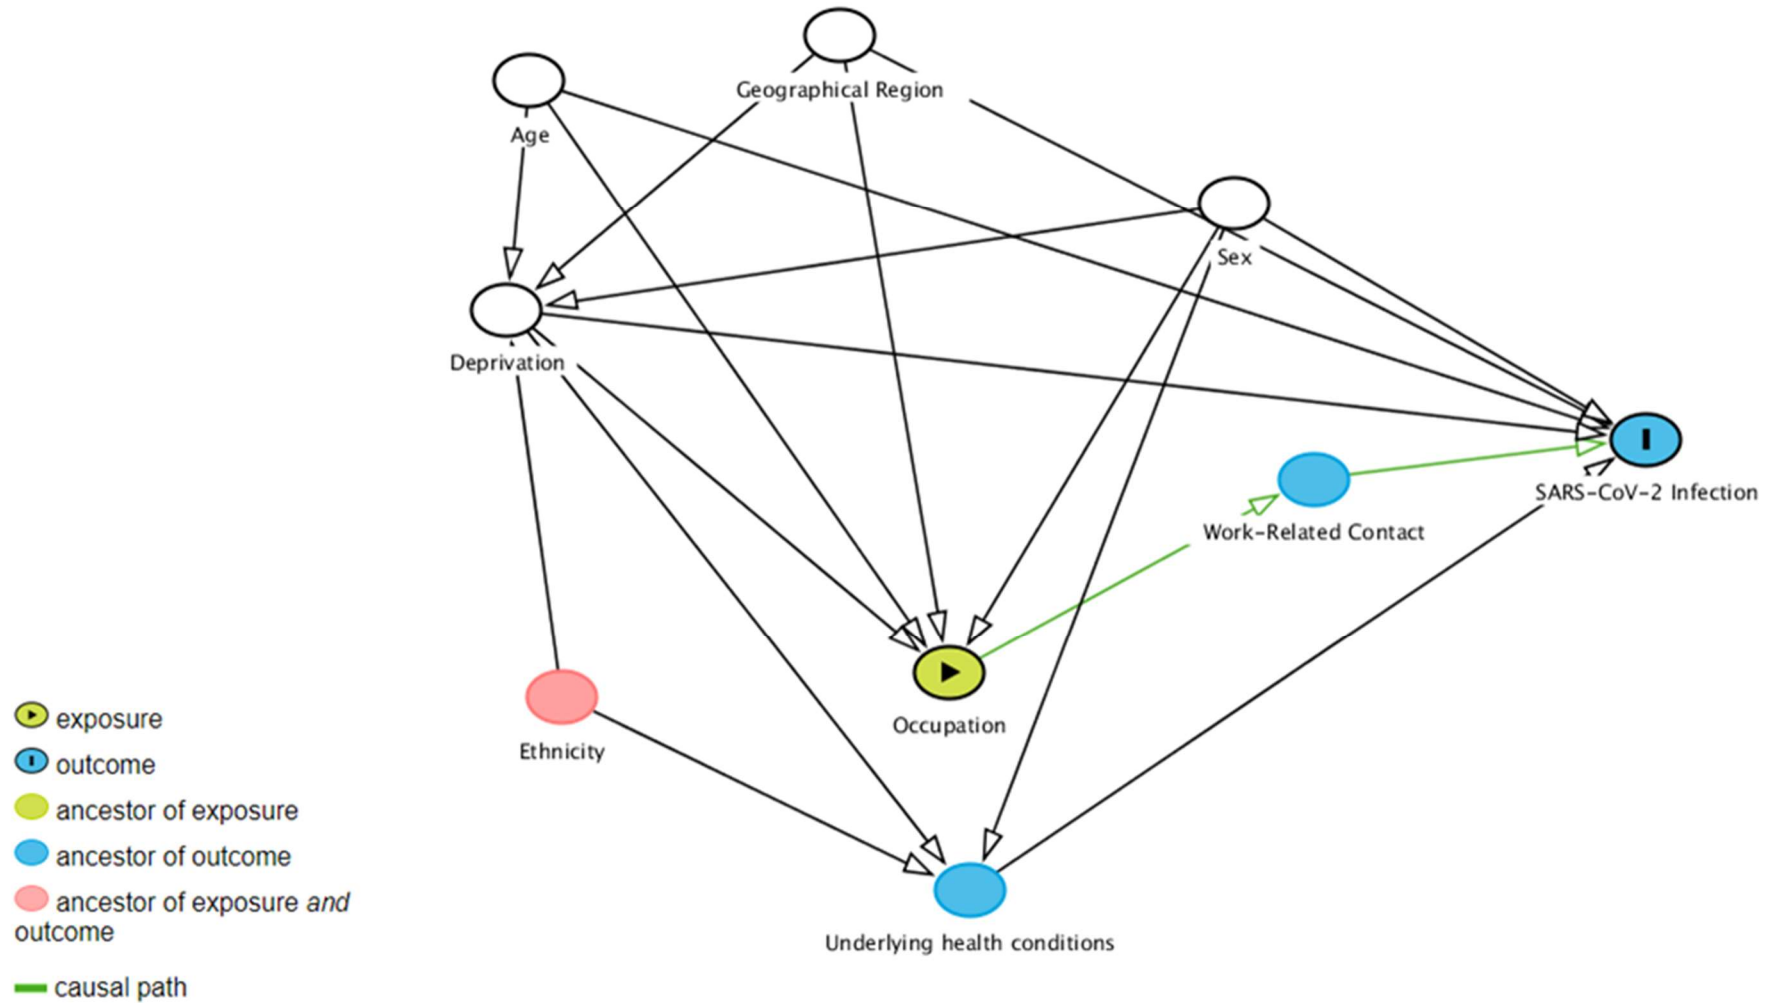 Geographical Region
Age
Sex
Deprivation
SARS-CoV-2 Infection
Work-Related Contact
Occupation
Ethnicity
Underlying health conditions
exposure
outcome
ancestor of exposure
ancestor of outcome
ancestor of exposure and
outcome
causal path